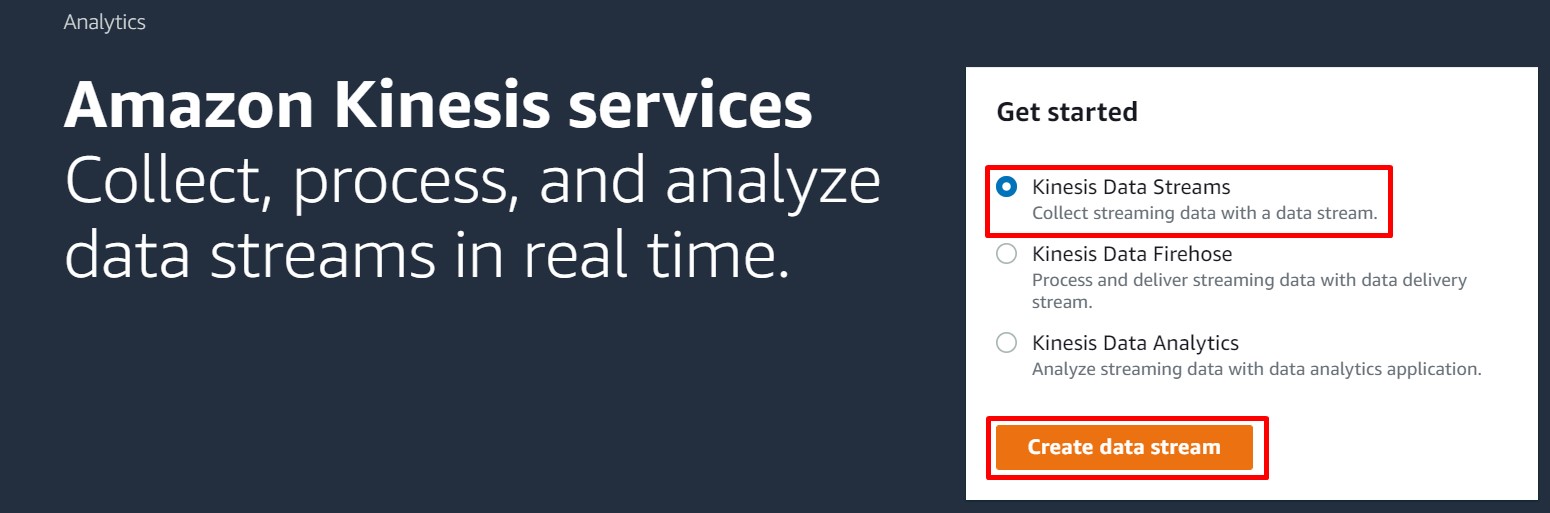 Analytics
Amazon Kinesis services
Collect, process, and analyze
data streams in real time.
Get started
Kinesis Data Streams
Collect streaming data with a data stream.
Kinesis Data Firehose
Process and deliver streaming data with data delivery
stream.
Kinesis Data Analytics
Analyze streaming data with data analytics application.
Create data stream